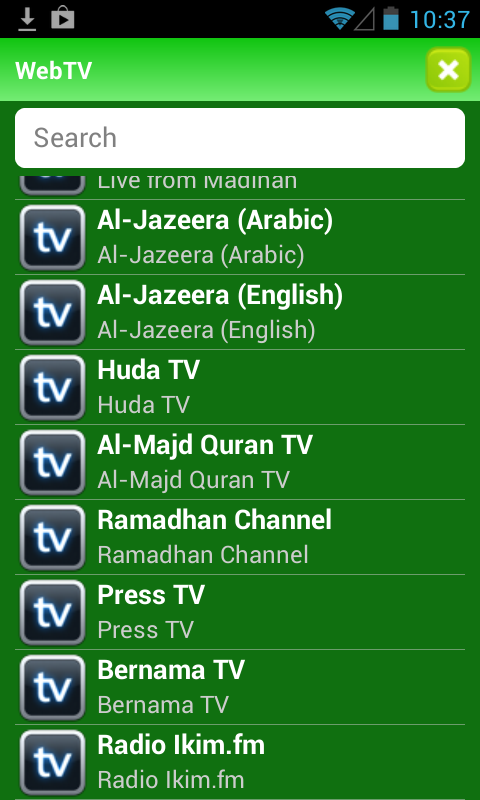 10:37
WebTV
Search
Live from Madinah
tv
Al-Jazeera (Arabic)
Al-Jazeera (Arabic)
tv
Al-Jazeera (English)
Al-Jazeera (English)
tv
Huda TV
Huda TV
tv
Al-Majd Quran TV
Al-Majd Quran TV
tv
Ramadhan Channel
Ramadhan Channel
tv
Press TV
Press TV
tv
Bernama TV
Bernama TV
tv
Radio Ikim.fm
Radio Ikim.fm